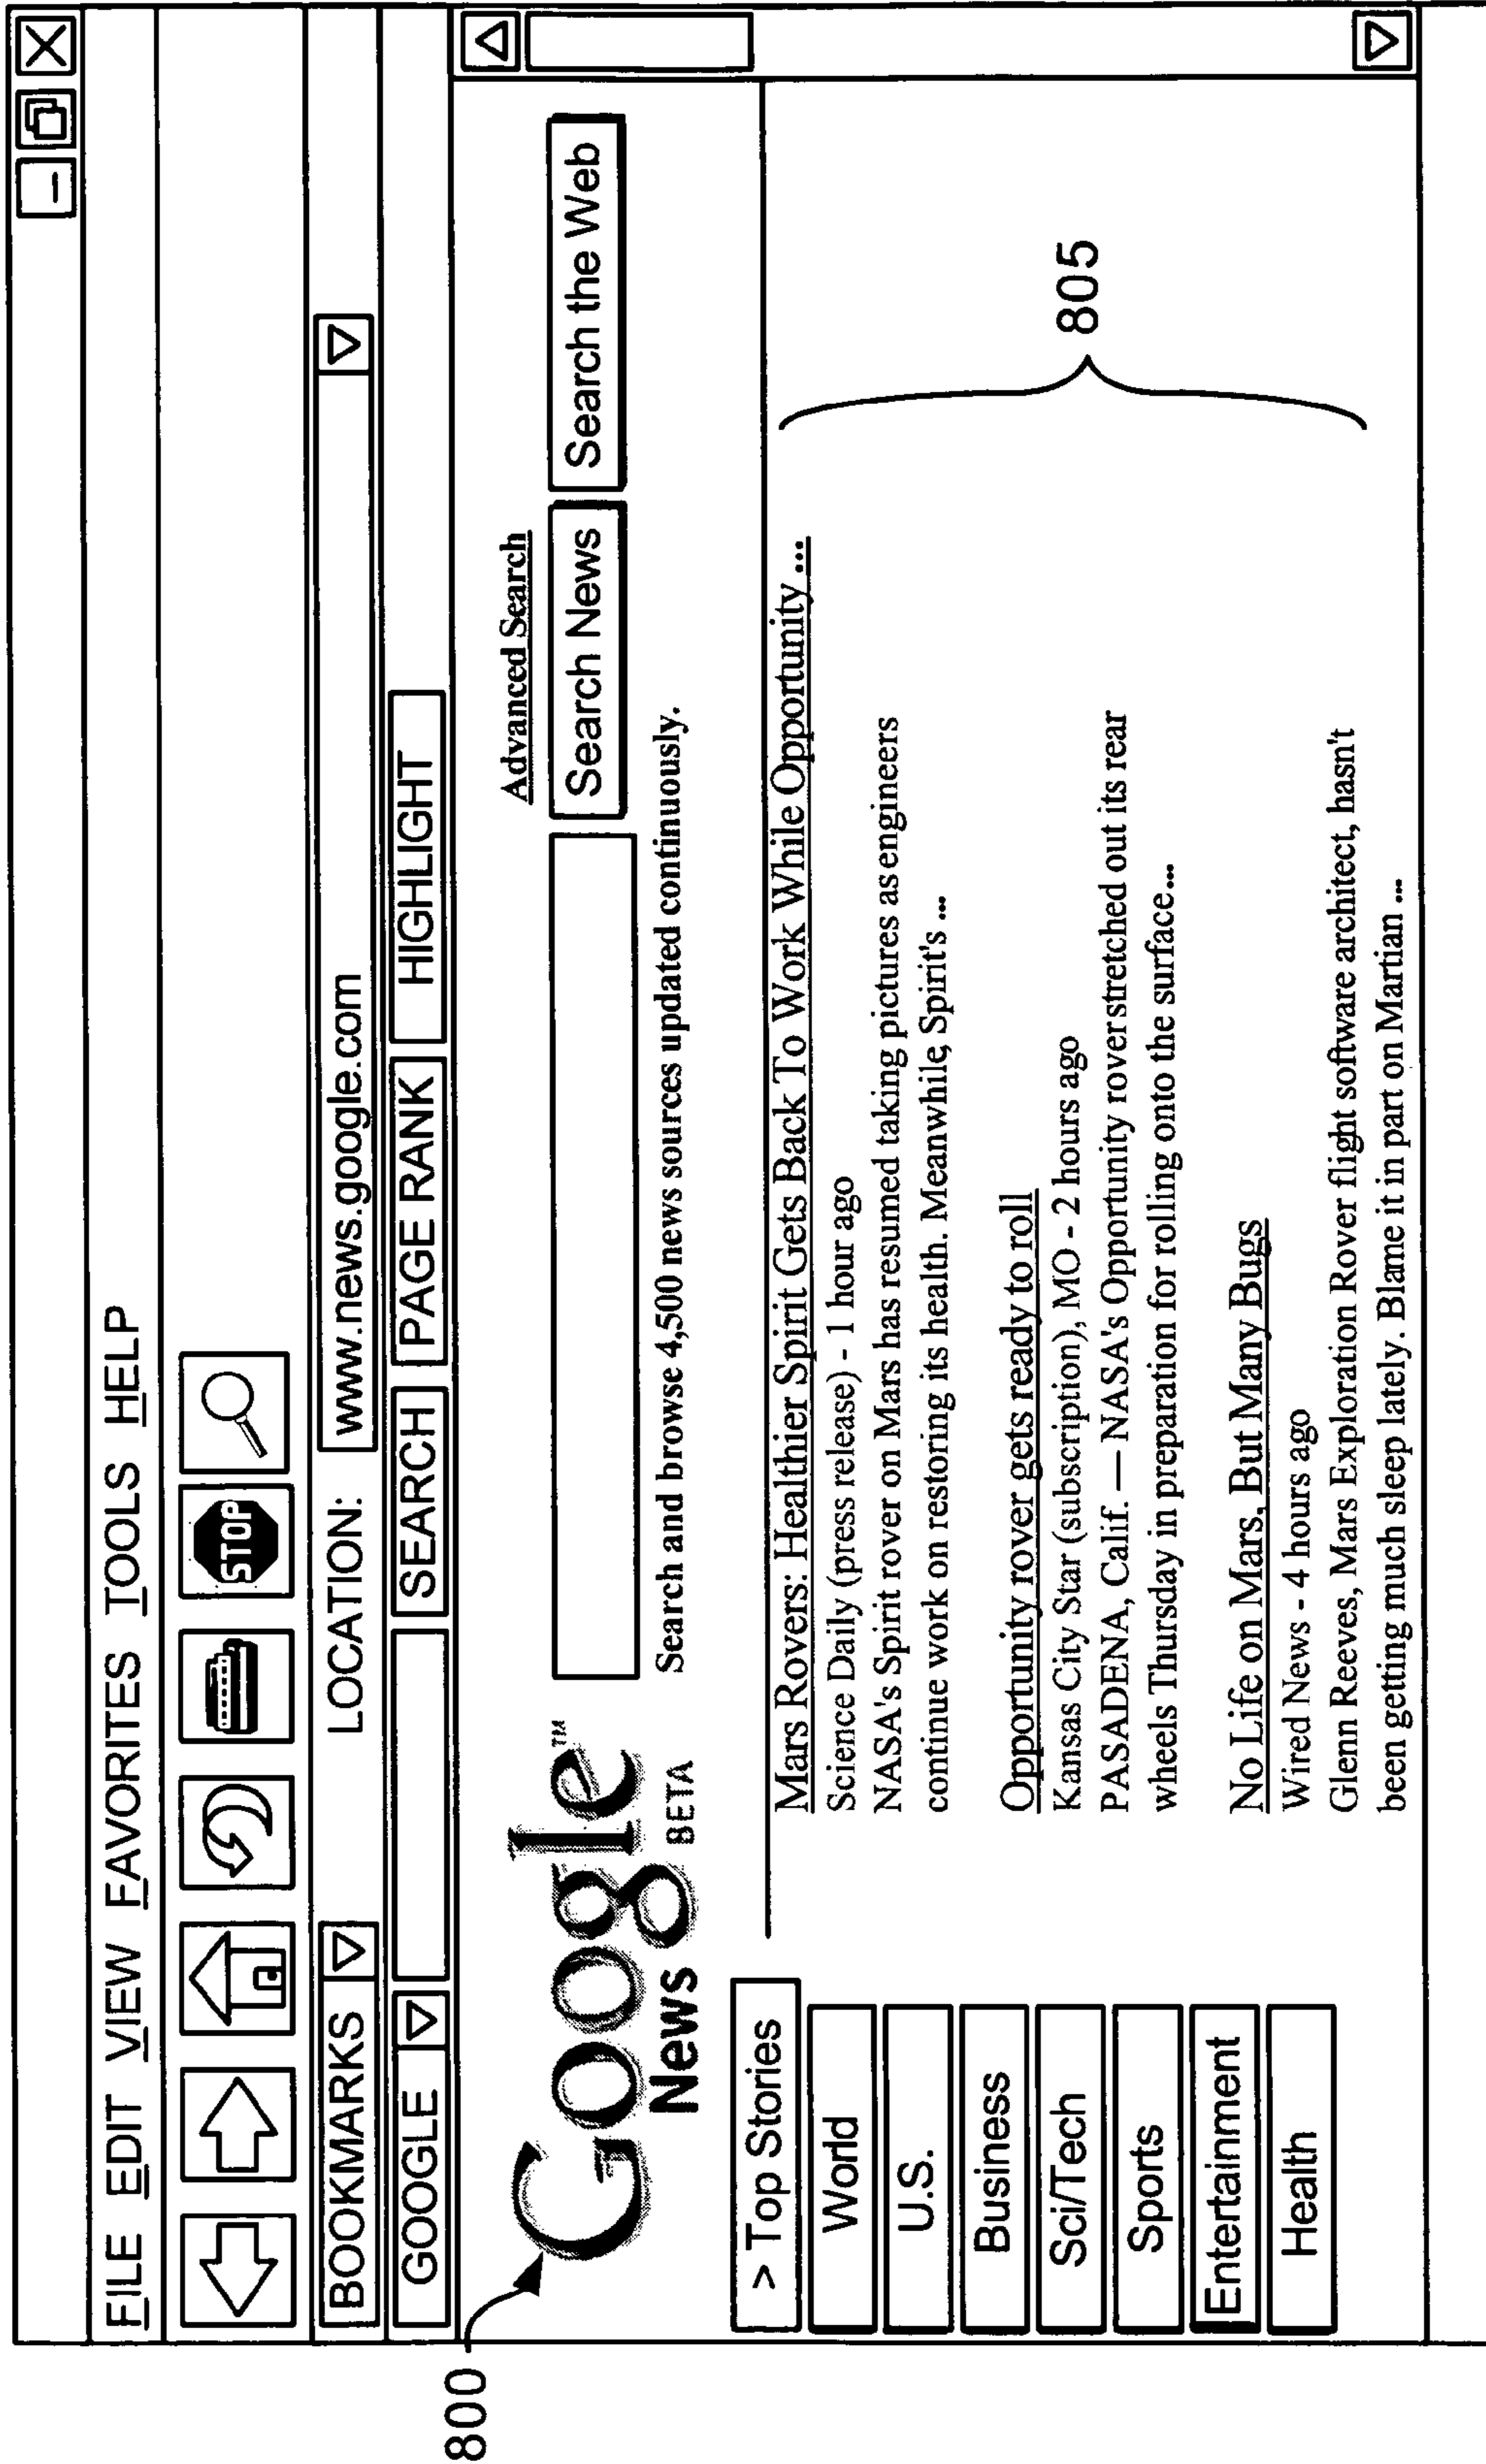 FILE EDIT VIEW FAVORITES TOOLS HELP
STOP
BOOKMARKS LOCATION: www.news.google.com
GOOGLE SEARCH PAGE RANK HIGHLIGHT
800
Google™
News BETA
Advanced Search
Search News Search the Web
Search and browse 4,500 news sources updated continuously.
> Top Stories
World
U.S.
Business
Sci/Tech
Sports
Entertainment
Health
Mars Rovers: Healthier Spirit Gets Back To Work While Opportunity ...
Science Daily (press release) - 1 hour ago
NASA's Spirit rover on Mars has resumed taking pictures as engineers
continue work on restoring its health. Meanwhile, Spirit's ...
Opportunity rover gets ready to roll
Kansas City Star (subscription), MO - 2 hours ago
PASADENA, Calif. — NASA's Opportunity rover stretched out its rear
wheels Thursday in preparation for rolling onto the surface...
No Life on Mars, But Many Bugs
Wired News - 4 hours ago
Glenn Reeves, Mars Exploration Rover flight software architect, hasn't
been getting much sleep lately. Blame it in part on Martian ...
805